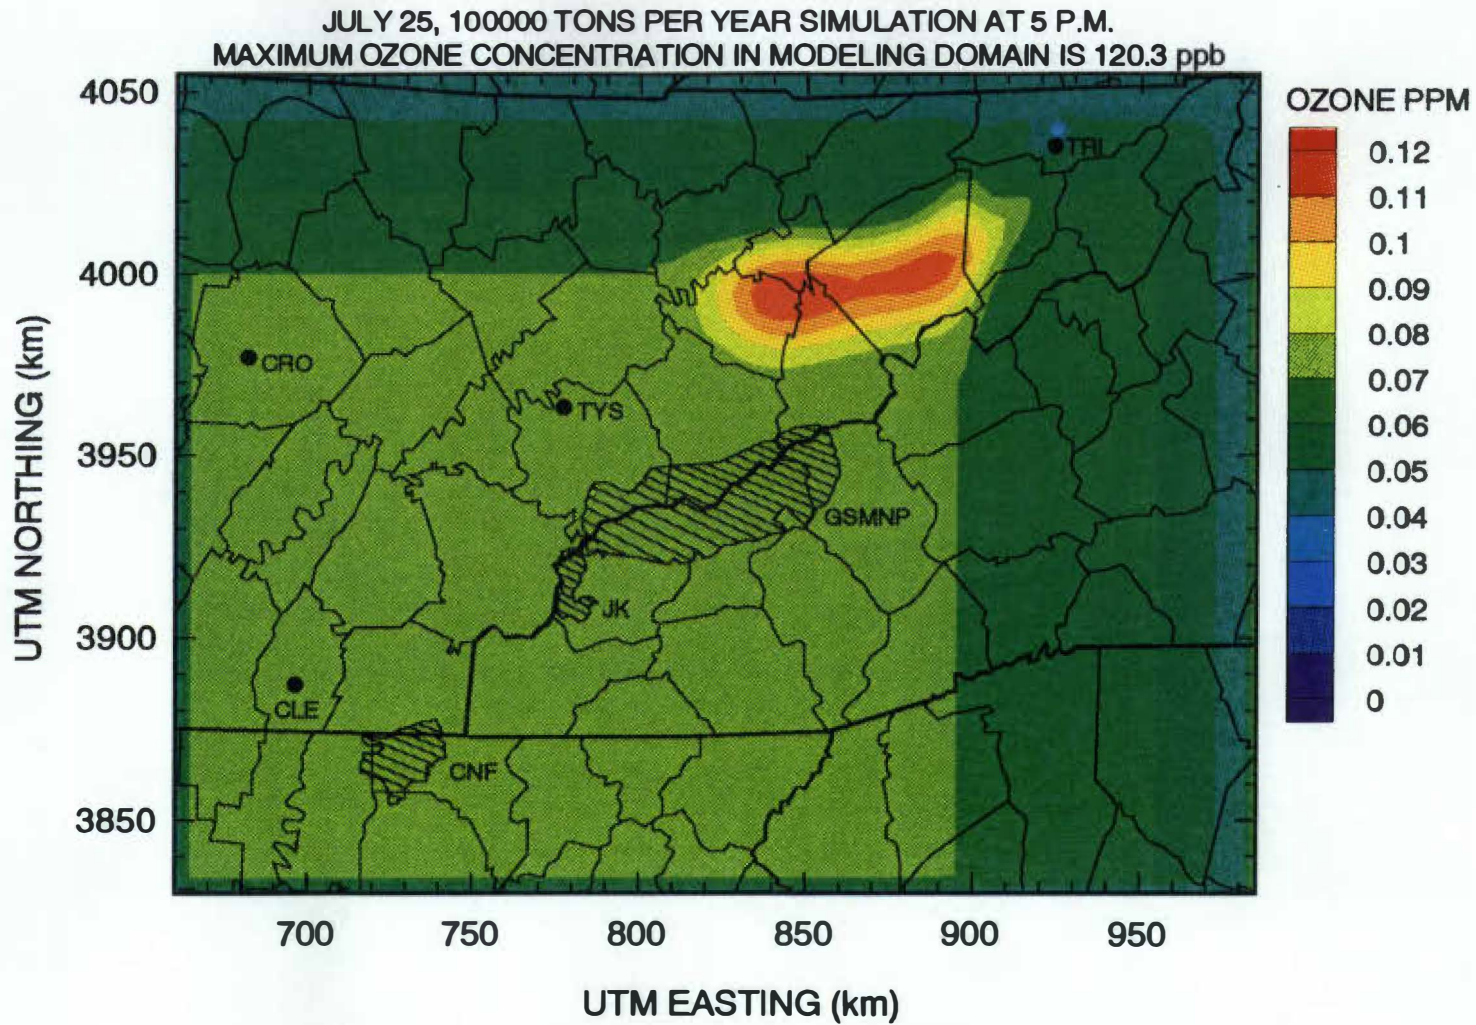 JULY 25, 100000 TONS PER YEAR SIMULATION AT 5 P.M.
MAXIMUM OZONE CONCENTRATION IN MODELING DOMAIN IS 120.3 ppb
OZONE PPM
0.12
0.11
0.1
0.09
0.08
0.07
0.06
0.05
0.04
0.03
0.02
0.01
0
UTM NORTHING (km)
4050
4000
3950
3900
3850
TRI
CRO
TYS
GSMNP
JK
CLE
CNF
700
750
800
850
900
950
UTM EASTING (km)